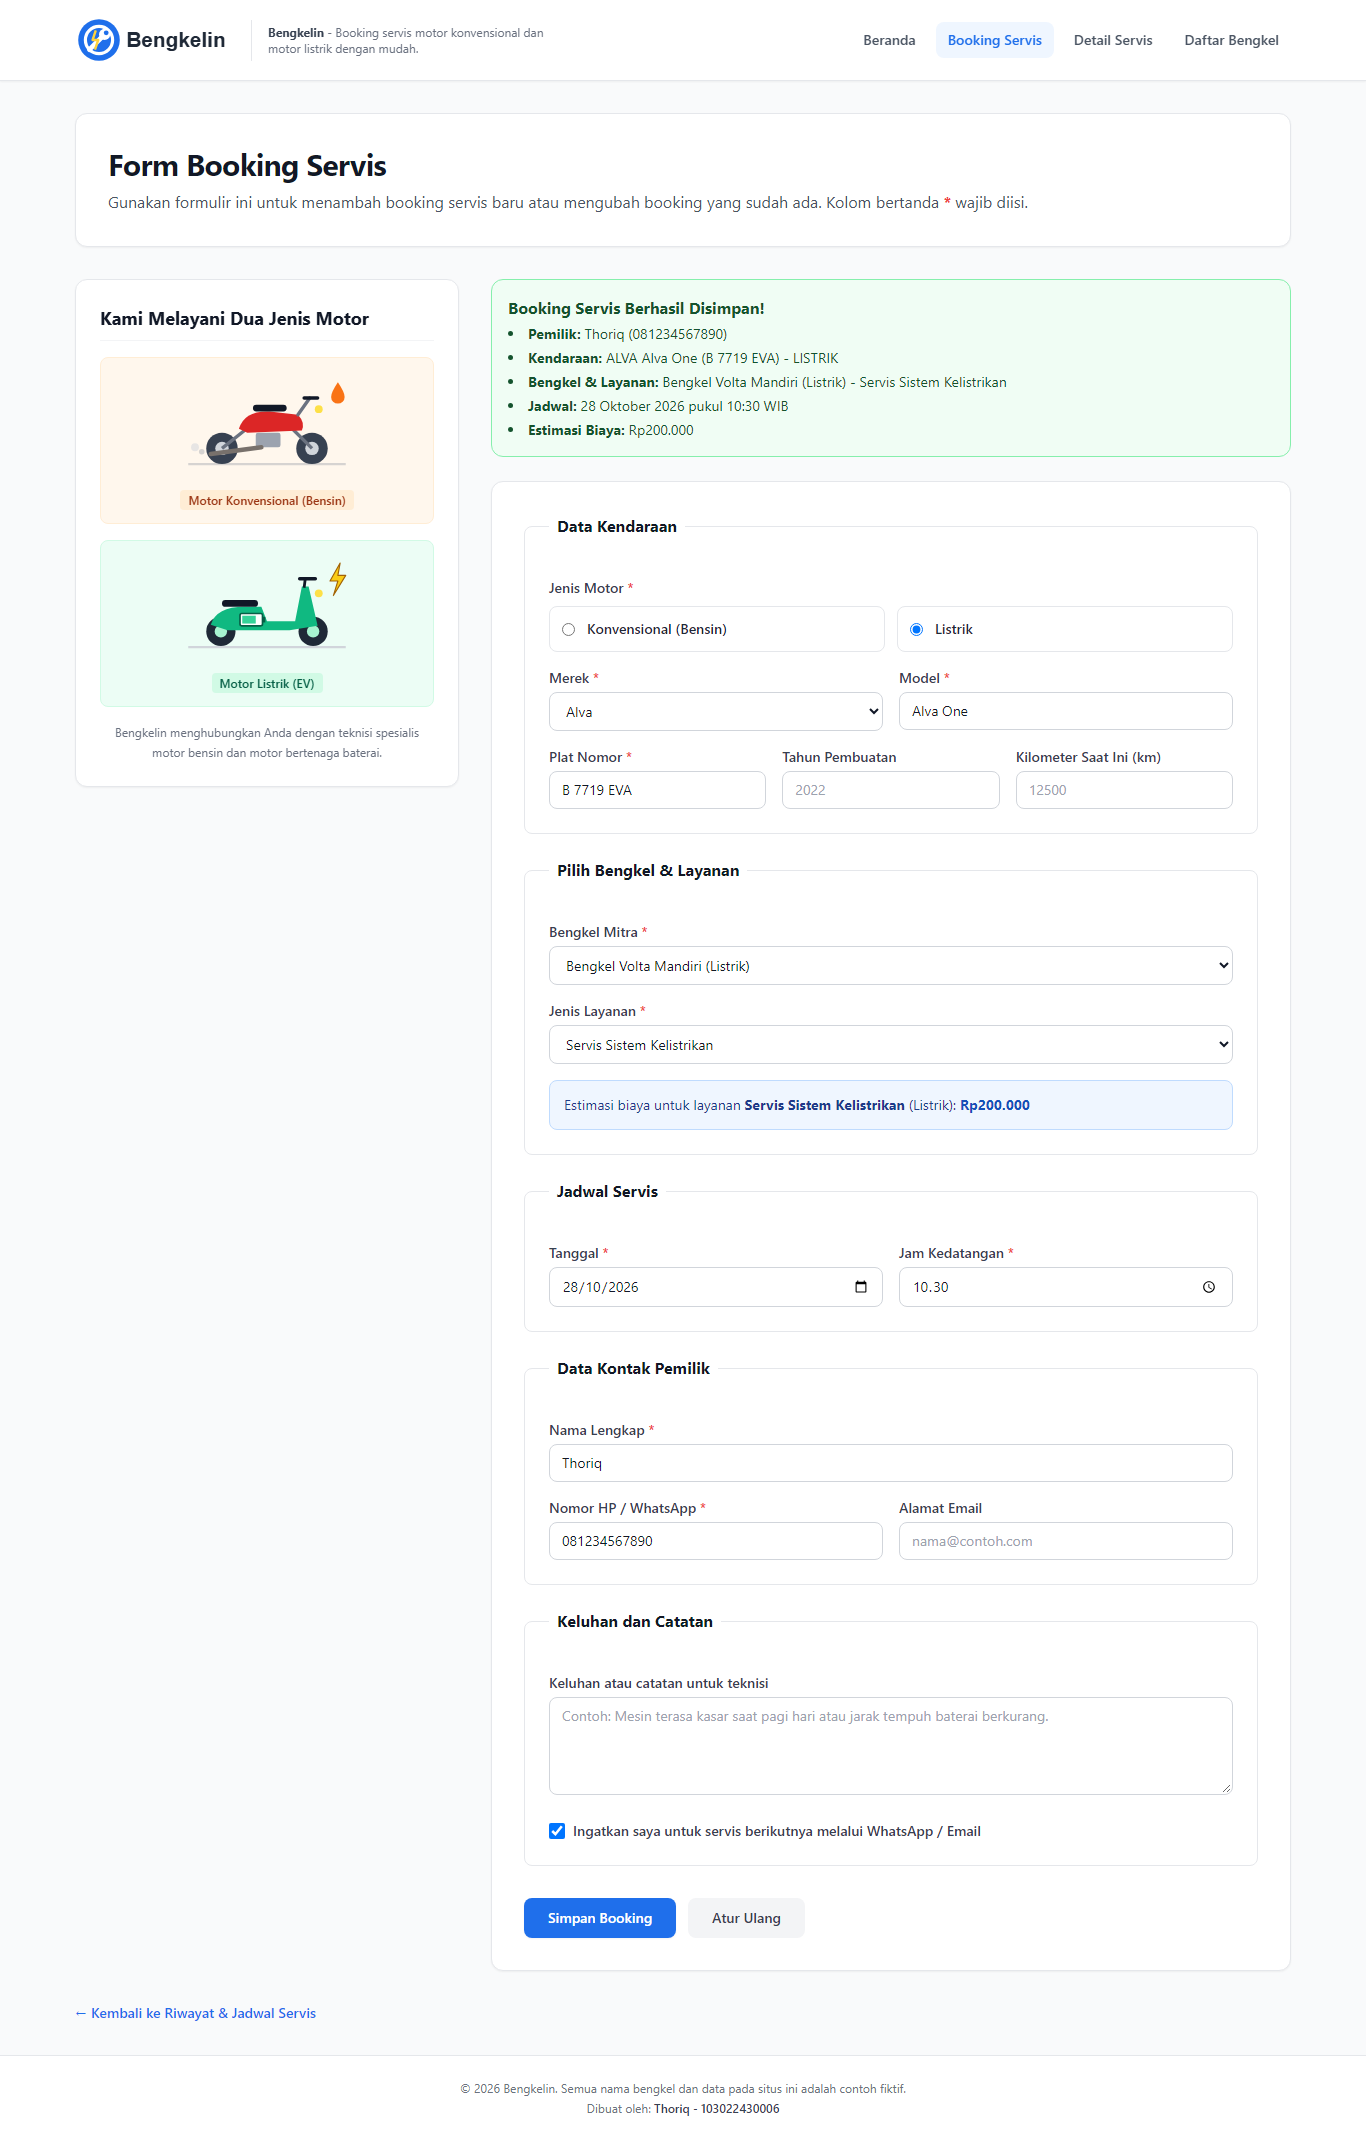 Bengkelin
Bengkelin - Booking servis motor konvensional dan
motor listrik dengan mudah.
Beranda
Booking Servis
Detail Servis
Daftar Bengkel
Form Booking Servis
Gunakan formulir ini untuk menambah booking servis baru atau mengubah booking yang sudah ada. Kolom bertanda * wajib diisi.
Kami Melayani Dua Jenis Motor
Motor Konvensional (Bensin)
Motor Listrik (EV)
Bengkelin menghubungkan Anda dengan teknisi spesialis
motor bensin dan motor bertenaga baterai.
Booking Servis Berhasil Disimpan!
• Pemilik: Thoriq (081234567890)
• Kendaraan: ALVA Alva One (B 7719 EVA) - LISTRIK
• Bengkel & Layanan: Bengkel Volta Mandiri (Listrik) - Servis Sistem Kelistrikan
• Jadwal: 28 Oktober 2026 pukul 10:30 WIB
• Estimasi Biaya: Rp200.000
Data Kendaraan
Jenis Motor *
Konvensional (Bensin)
Listrik
Merek *
Model *
Alva
Alva One
Plat Nomor *
Tahun Pembuatan
Kilometer Saat Ini (km)
B 7719 EVA
2022
12500
Pilih Bengkel & Layanan
Bengkel Mitra *
Bengkel Volta Mandiri (Listrik)
Jenis Layanan *
Servis Sistem Kelistrikan
Estimasi biaya untuk layanan Servis Sistem Kelistrikan (Listrik): Rp200.000
Jadwal Servis
Tanggal *
Jam Kedatangan *
28/10/2026
10.30
Data Kontak Pemilik
Nama Lengkap *
Thoriq
Nomor HP / WhatsApp *
Alamat Email
081234567890
nama@contoh.com
Keluhan dan Catatan
Keluhan atau catatan untuk teknisi
Contoh: Mesin terasa kasar saat pagi hari atau jarak tempuh baterai berkurang.
Ingatkan saya untuk servis berikutnya melalui WhatsApp / Email
Simpan Booking
Atur Ulang
← Kembali ke Riwayat & Jadwal Servis
© 2026 Bengkelin. Semua nama bengkel dan data pada situs ini adalah contoh fiktif.
Dibuat oleh: Thoriq - 103022430006